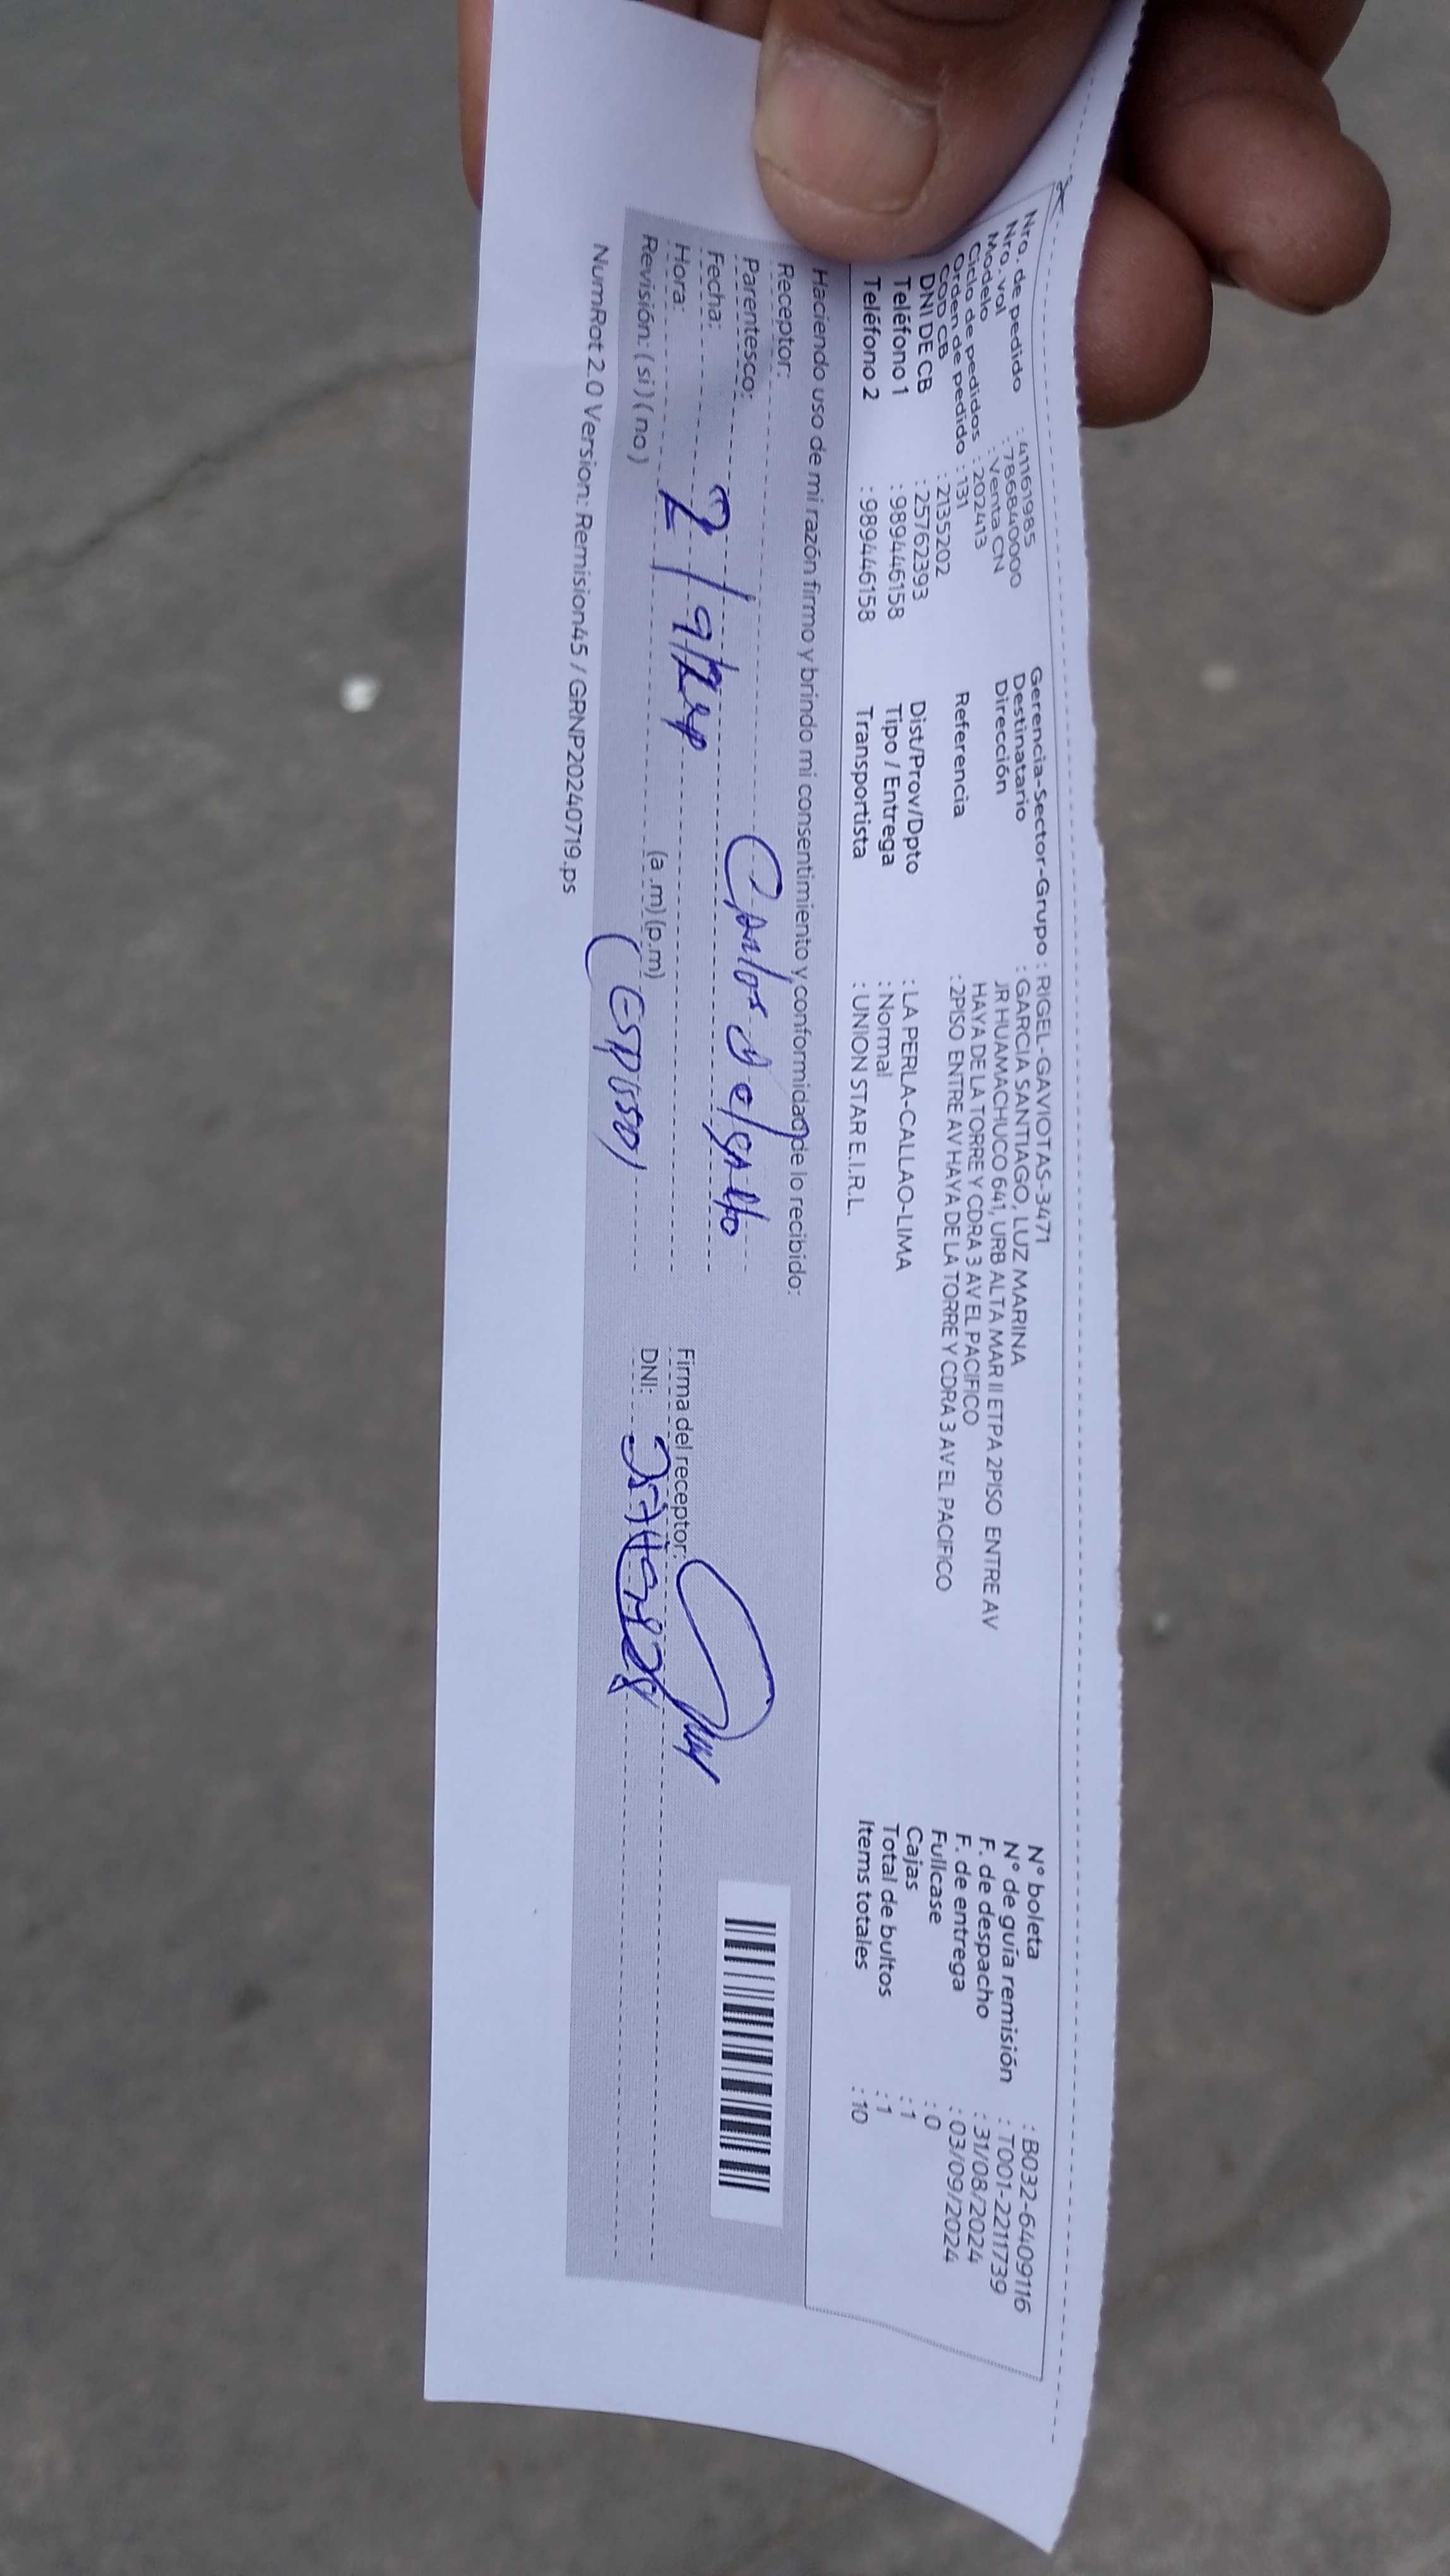 Nro. de pedido : 41161985
Nro. vol : 786840000
Modelo : Venta CN
Ciclo de pedidos : 202413
Orden de pedido : 131
COD CB : 2135202
DNI DE CB : 25762393
Teléfono 1 : 989446158
Teléfono 2 : 989446158
Gerencia-Sector-Grupo : RIGEL-GAVIOTAS-3471
Destinatario : GARCIA SANTIAGO, LUZ MARINA
Dirección JR HUAMACHUCO 641, URB ALTA MAR II ETPA 2PISO ENTRE AV
HAYA DE LA TORRE Y CDRA 3 AV EL PACIFICO
Referencia : 2PISO ENTRE AV HAYA DE LA TORRE Y CDRA 3 AV EL PACIFICO
Dist/Prov/Dpto : LA PERLA-CALLAO-LIMA
Tipo / Entrega : Normal
Transportista : UNION STAR E.I.R.L.
N° boleta : B032-6409116
N° de guía remisión : T001-2211739
F. de despacho : 31/08/2024
F. de entrega : 03/09/2024
Fullcase : 0
Cajas : 1
Total de bultos : 1
Items totales : 10
Haciendo uso de mi razón firmo y brindo mi consentimiento y conformidad de lo recibido:
Receptor: Carlos Delgado
Parentesco:
Fecha: 2/9/24
Hora: (a.m) (p.m)
Revisión: (si) (no) (Esposo)
Firma del receptor:
DNI:
NumRot 2.0 Version: Remision45 / GRNP20240719.ps